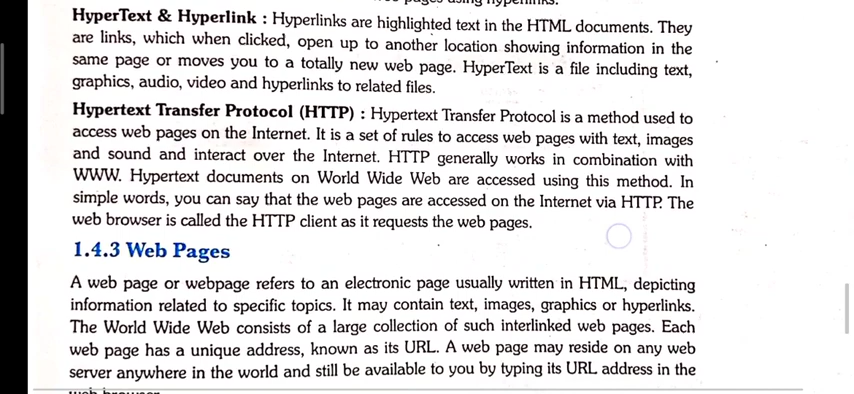 HyperText & Hyperlink : Hyperlinks are highlighted text in the HTML documents. They
are links, which when clicked, open up to another location showing information in the
same page or moves you to a totally new web page. HyperText is a file including text,
graphics, audio, video and hyperlinks to related files.
Hypertext Transfer Protocol (HTTP) : Hypertext Transfer Protocol is a method used to
access web pages on the Internet. It is a set of rules to access web pages with text, images
and sound and interact over the Internet. HTTP generally works in combination with
WWW. Hypertext documents on World Wide Web are accessed using this method. In
simple words, you can say that the web pages are accessed on the Internet via HTTP. The
web browser is called the HTTP client as it requests the web pages.
1.4.3 Web Pages
A web page or webpage refers to an electronic page usually written in HTML, depicting
information related to specific topics. It may contain text, images, graphics or hyperlinks.
The World Wide Web consists of a large collection of such interlinked web pages. Each
web page has a unique address, known as its URL. A web page may reside on any web
server anywhere in the world and still be available to you by typing its URL address in the